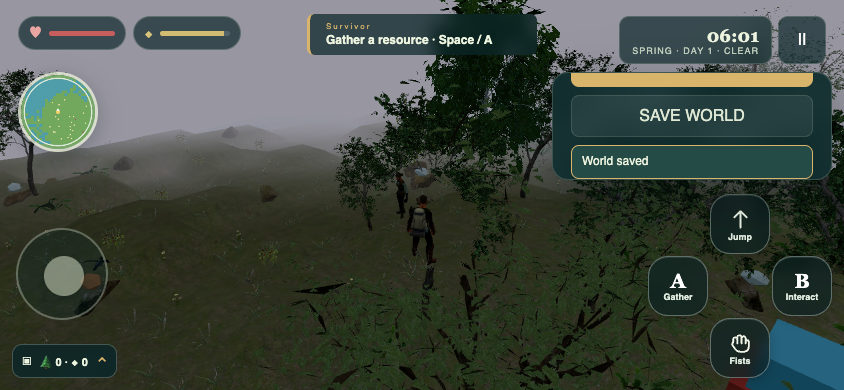 Survivor
Gather a resource · Space / A
06:01
SPRING · DAY 1 · CLEAR
SAVE WORLD
World saved
Jump
A
Gather
B
Interact
Fists
0 · ◆ 0